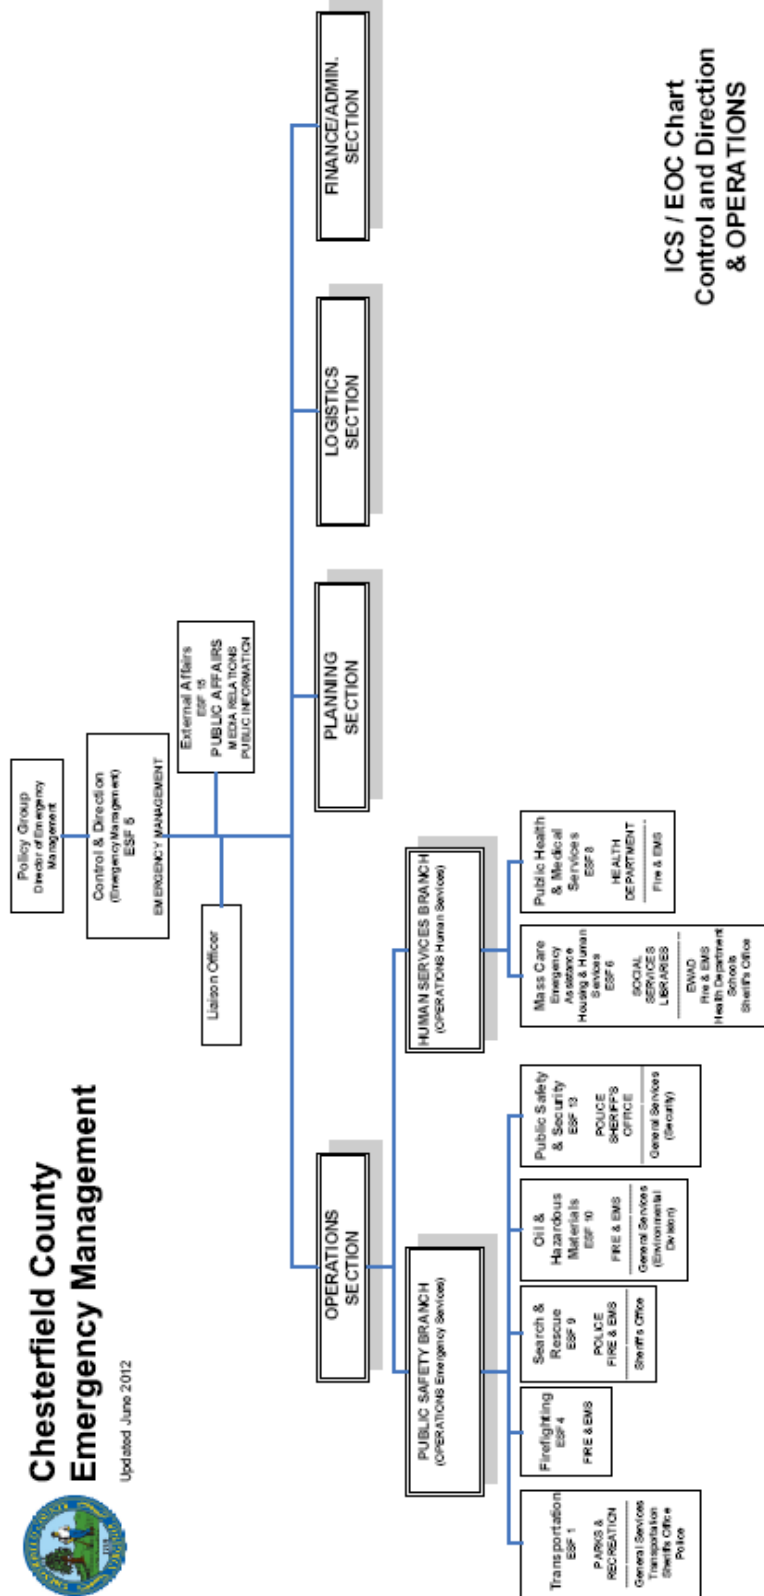 Chesterfield County
Emergency Management
Updated June 2012
Policy Group
Director of Emergency
Management
Control & Direction
(Emergency Management)
ESF 5
EMERGENCY MANAGEMENT
External Affairs
ESF 15
PUBLIC AFFAIRS
MEDIA RELATIONS
PUBLIC INFORMATION
Liaison Officer
OPERATIONS
SECTION
PLANNING
SECTION
LOGISTICS
SECTION
FINANCE/ADMIN.
SECTION
PUBLIC SAFETY BRANCH
(OPERATIONS Emergency Services)
HUMAN SERVICES BRANCH
(OPERATIONS Human Services)
Transportation
ESF 1
PARKS &
RECREATION
General Services
Transportation
Sheriffs Office
Police
Firefighting
ESF 4
FIRE & EMS
Search &
Rescue
ESF 9
POLICE
FIRE & EMS
Sheriff's Office
Oil &
Hazardous
Materials
ESF 10
FIRE & EMS
General Services
(Environmental
Division)
Public Safety
& Security
ESF 13
POLICE
SHERIFF'S
OFFICE
General Services
(Security)
Mass Care
Emergency
Assistance
Housing & Human
Services
ESF 6
SOCIAL
SERVICES
LIBRARIES
EWAD
Fire & EMS
Health Department
Schools
Sheriff's Office
Public Health
& Medical
Services
ESF 8
HEALTH
DEPARTMENT
Fire & EMS
ICS / EOC Chart
Control and Direction
& OPERATIONS